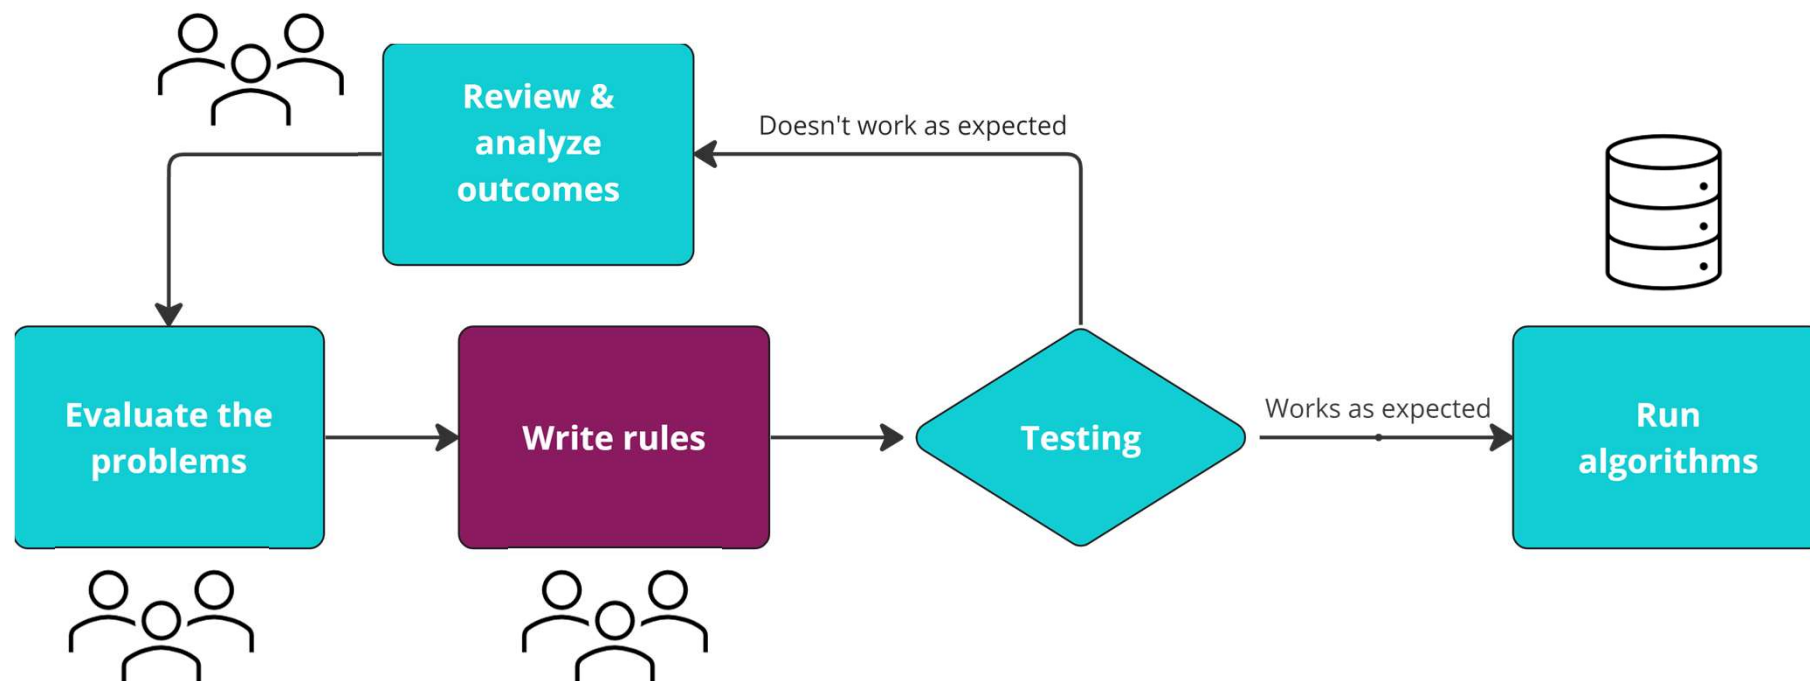 Review &
analyze
outcomes
Doesn't work as expected
Evaluate the
problems
Write rules
Testing
Works as expected
Run
algorithms